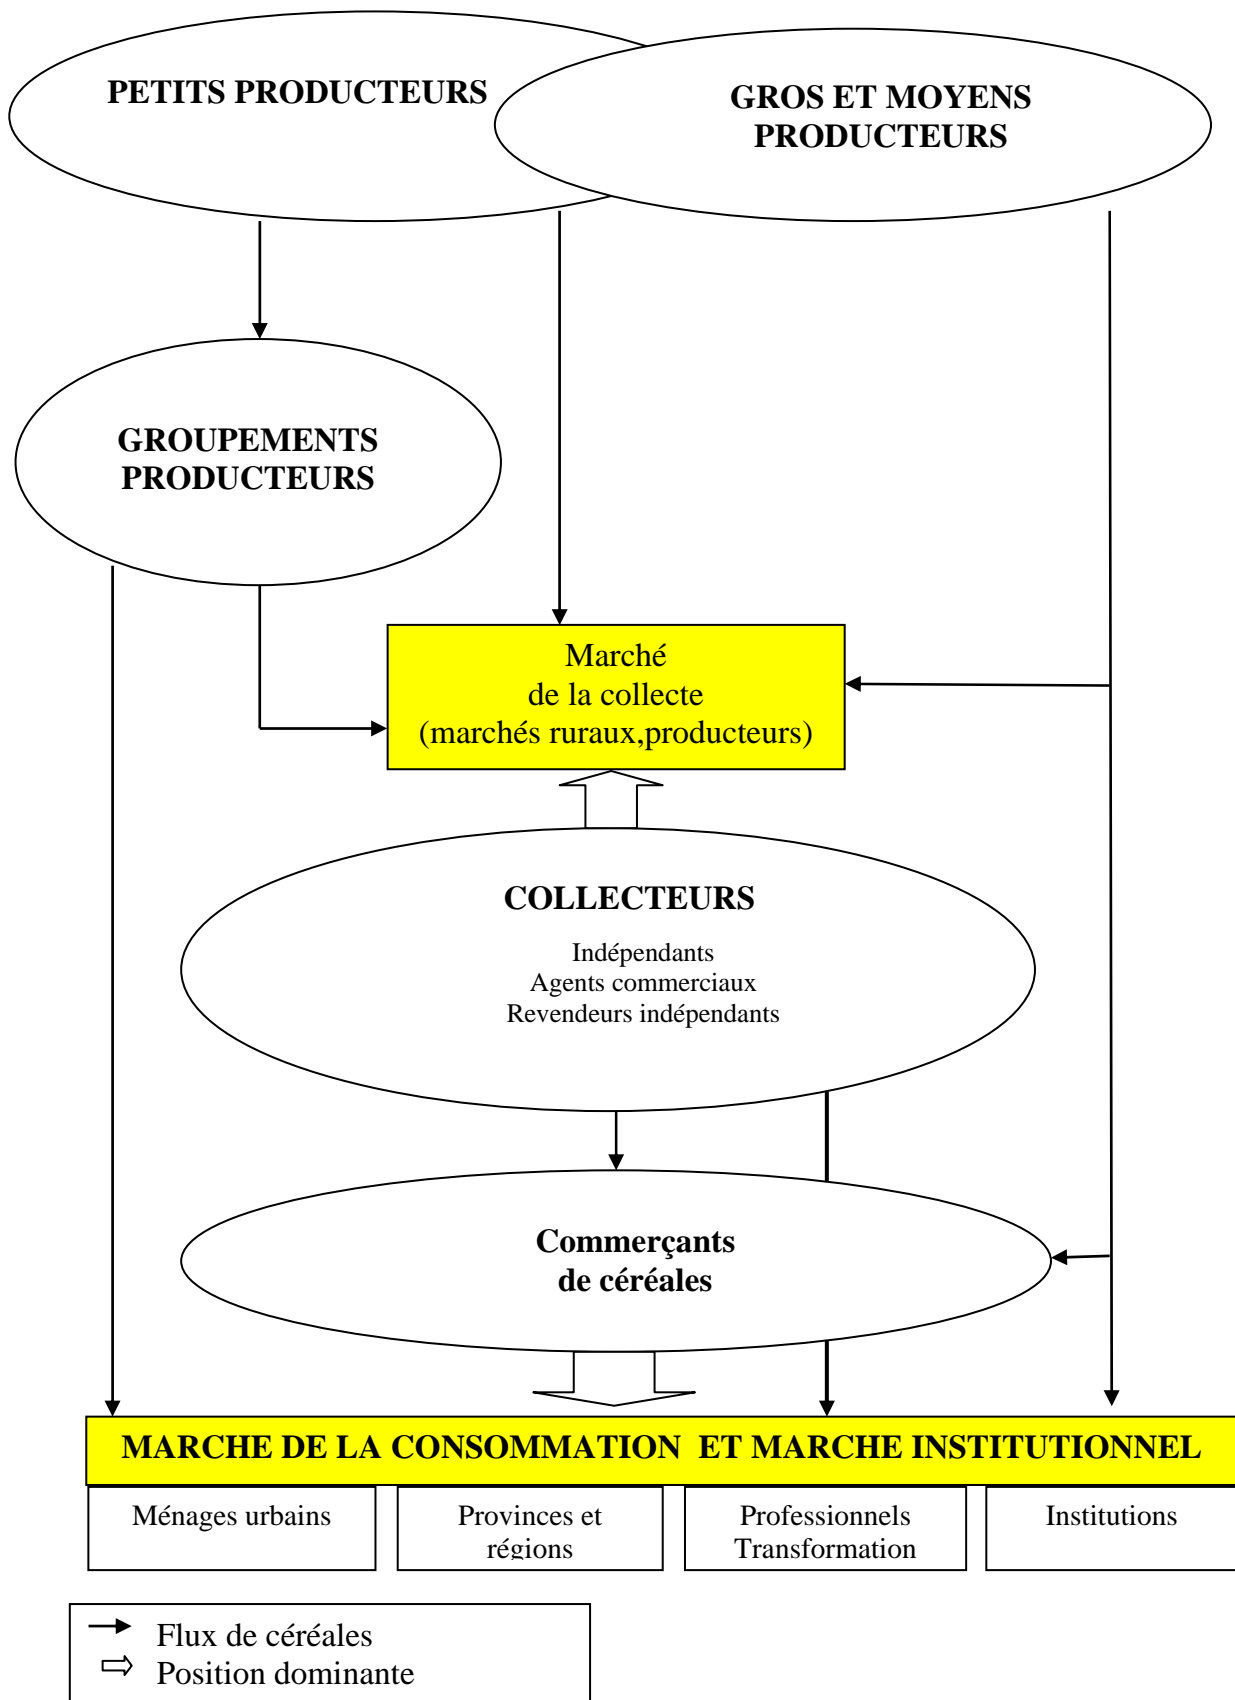 PETITS PRODUCTEURS
GROS ET MOYENS
PRODUCTEURS
GROUPEMENTS
PRODUCTEURS
Marché
de la collecte
(marchés ruraux,producteurs)
COLLECTEURS
Indépendants
Agents commerciaux
Revendeurs indépendants
Commerçants
de céréales
MARCHE DE LA CONSOMMATION ET MARCHE INSTITUTIONNEL
Ménages urbains
Provinces et
régions
Professionnels
Transformation
Institutions
Flux de céréales
Position dominante